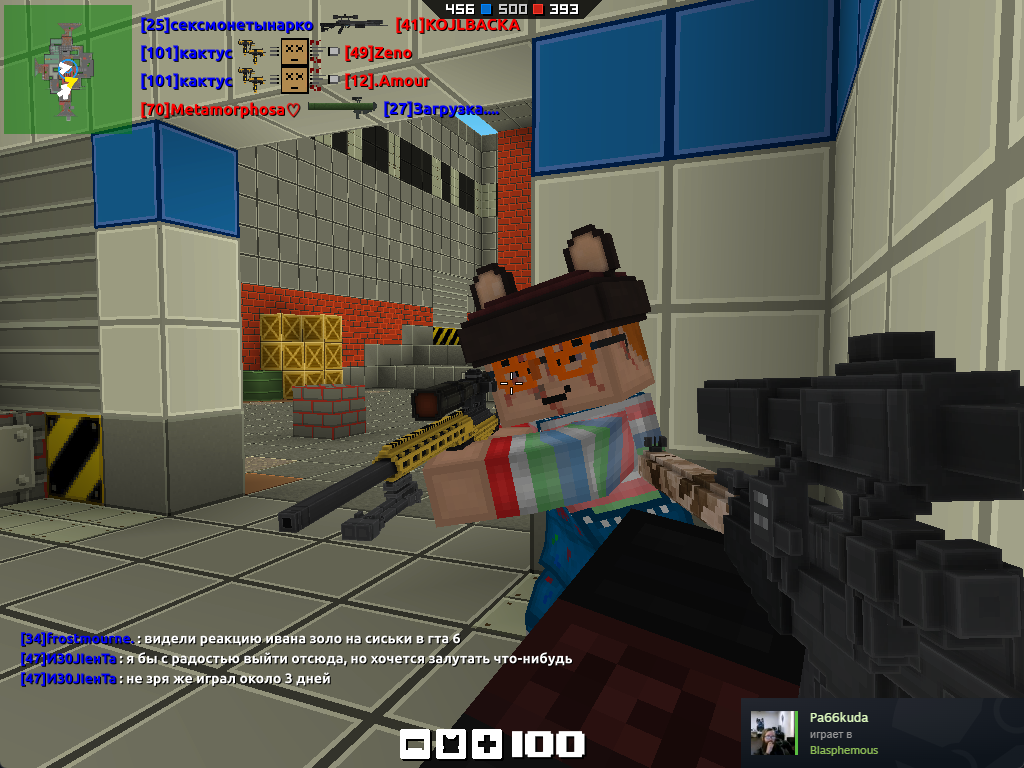 456 500 393
[25]сексмонетынарко [41]KOJLBACKA
[101]кактус [49]Zeno
[101]кактус [12].Amour
[70]Metamorphosa♡ [27]Загрузка....
[34]frostmourne. : видели реакцию ивана золо на сиськи в гта 6
[47]И30ЛIенТа : я бы с радостью выйти отсюда, но хочется залутать что-нибудь
[47]И30ЛIенТа : не зря же играл около 3 дней
100
Pa66kuda
играет в
Blasphemous